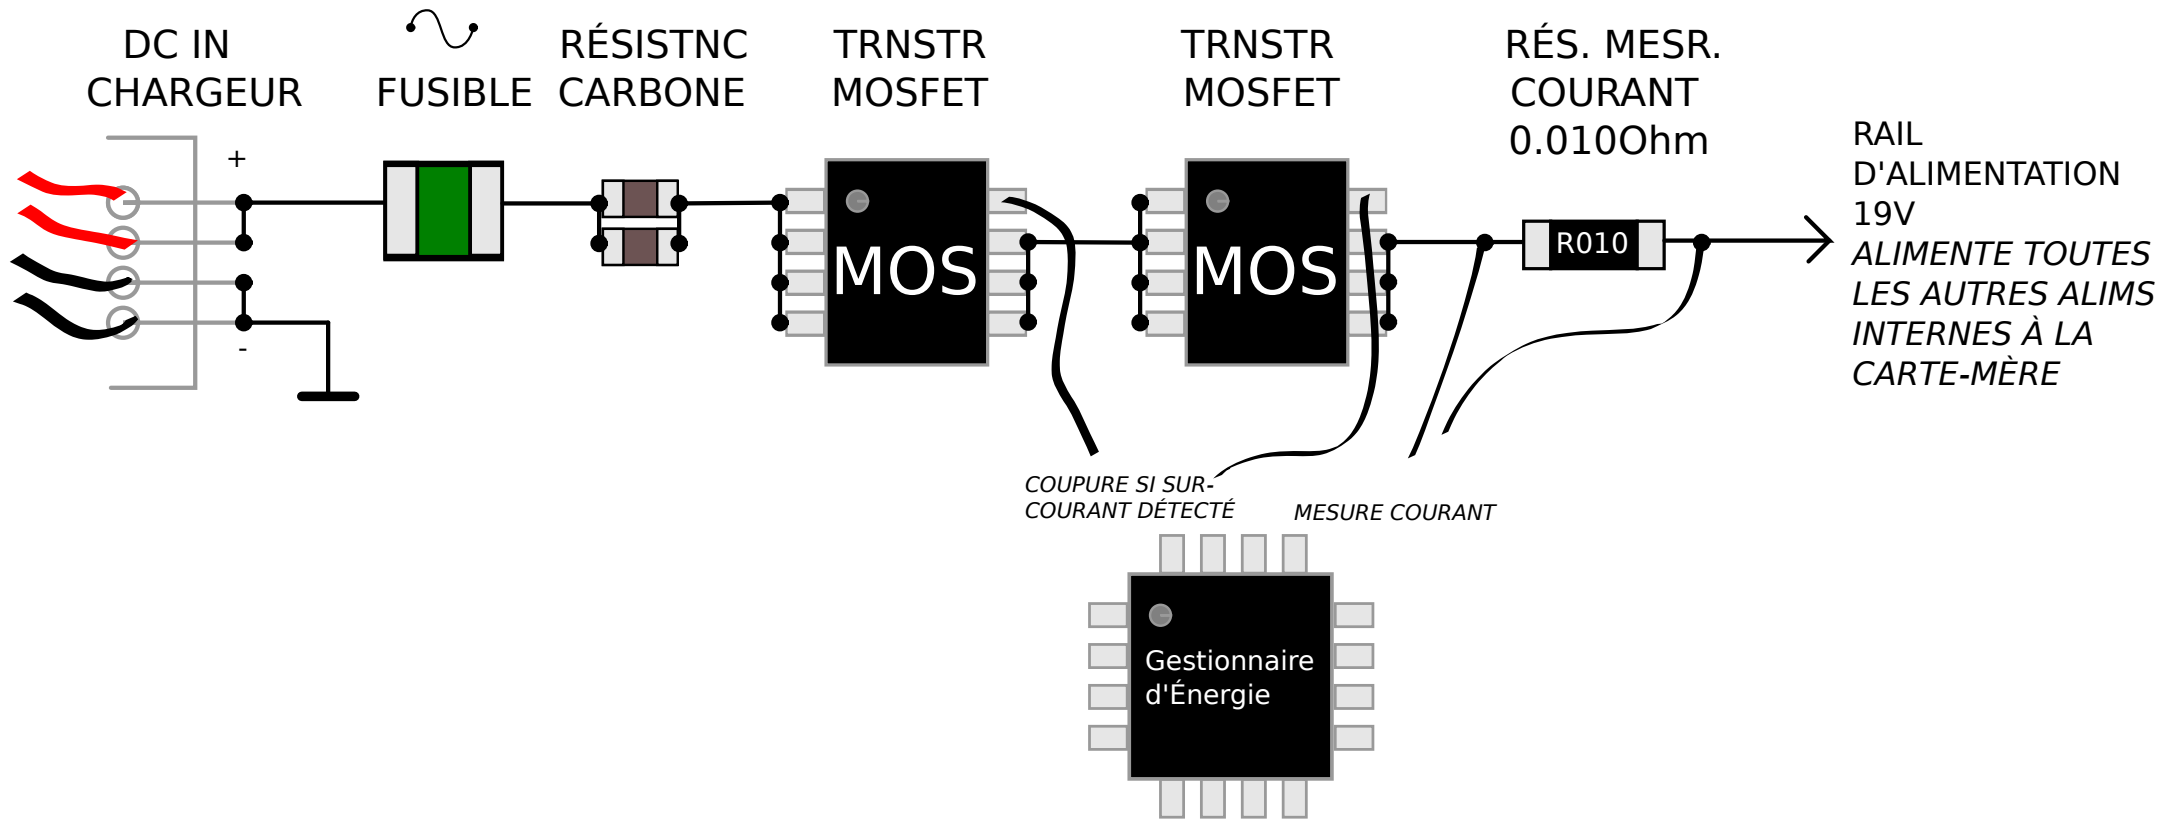 DC IN
CHARGEUR
+
-
FUSIBLE
RÉSISTNC
CARBONE
TRNSTR
MOSFET
MOS
TRNSTR
MOSFET
MOS
RÉS. MESR.
COURANT
0.010Ohm
R010
RAIL
D'ALIMENTATION
19V
ALIMENTE TOUTES
LES AUTRES ALIMS
INTERNES À LA
CARTE-MÈRE
COUPURE SI SUR-
COURANT DÉTECTÉ
MESURE COURANT
Gestionnaire
d'Énergie